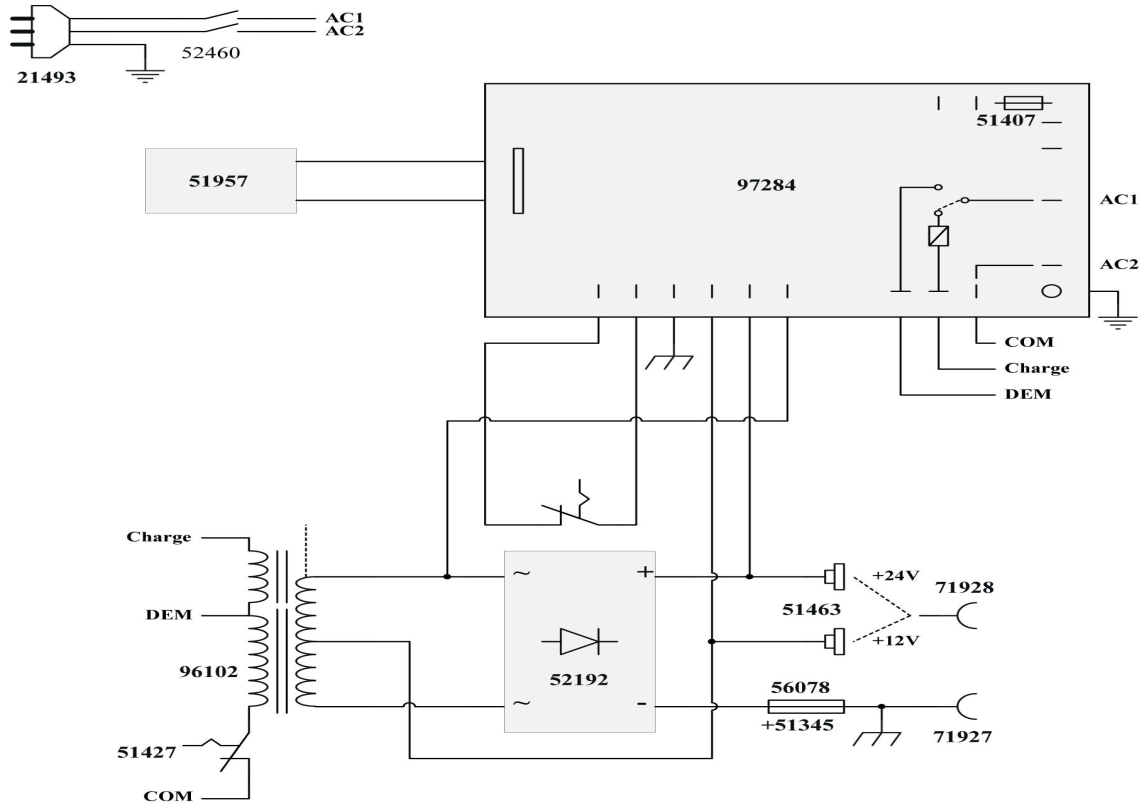 AC1
AC2
52460
21493
51407
51957
97284
AC1
AC2
COM
Charge
DEM
Charge
~
+
+24V
71928
51463
DEM
+12V
96102
52192
56078
~
-
+51345
71927
51427
COM